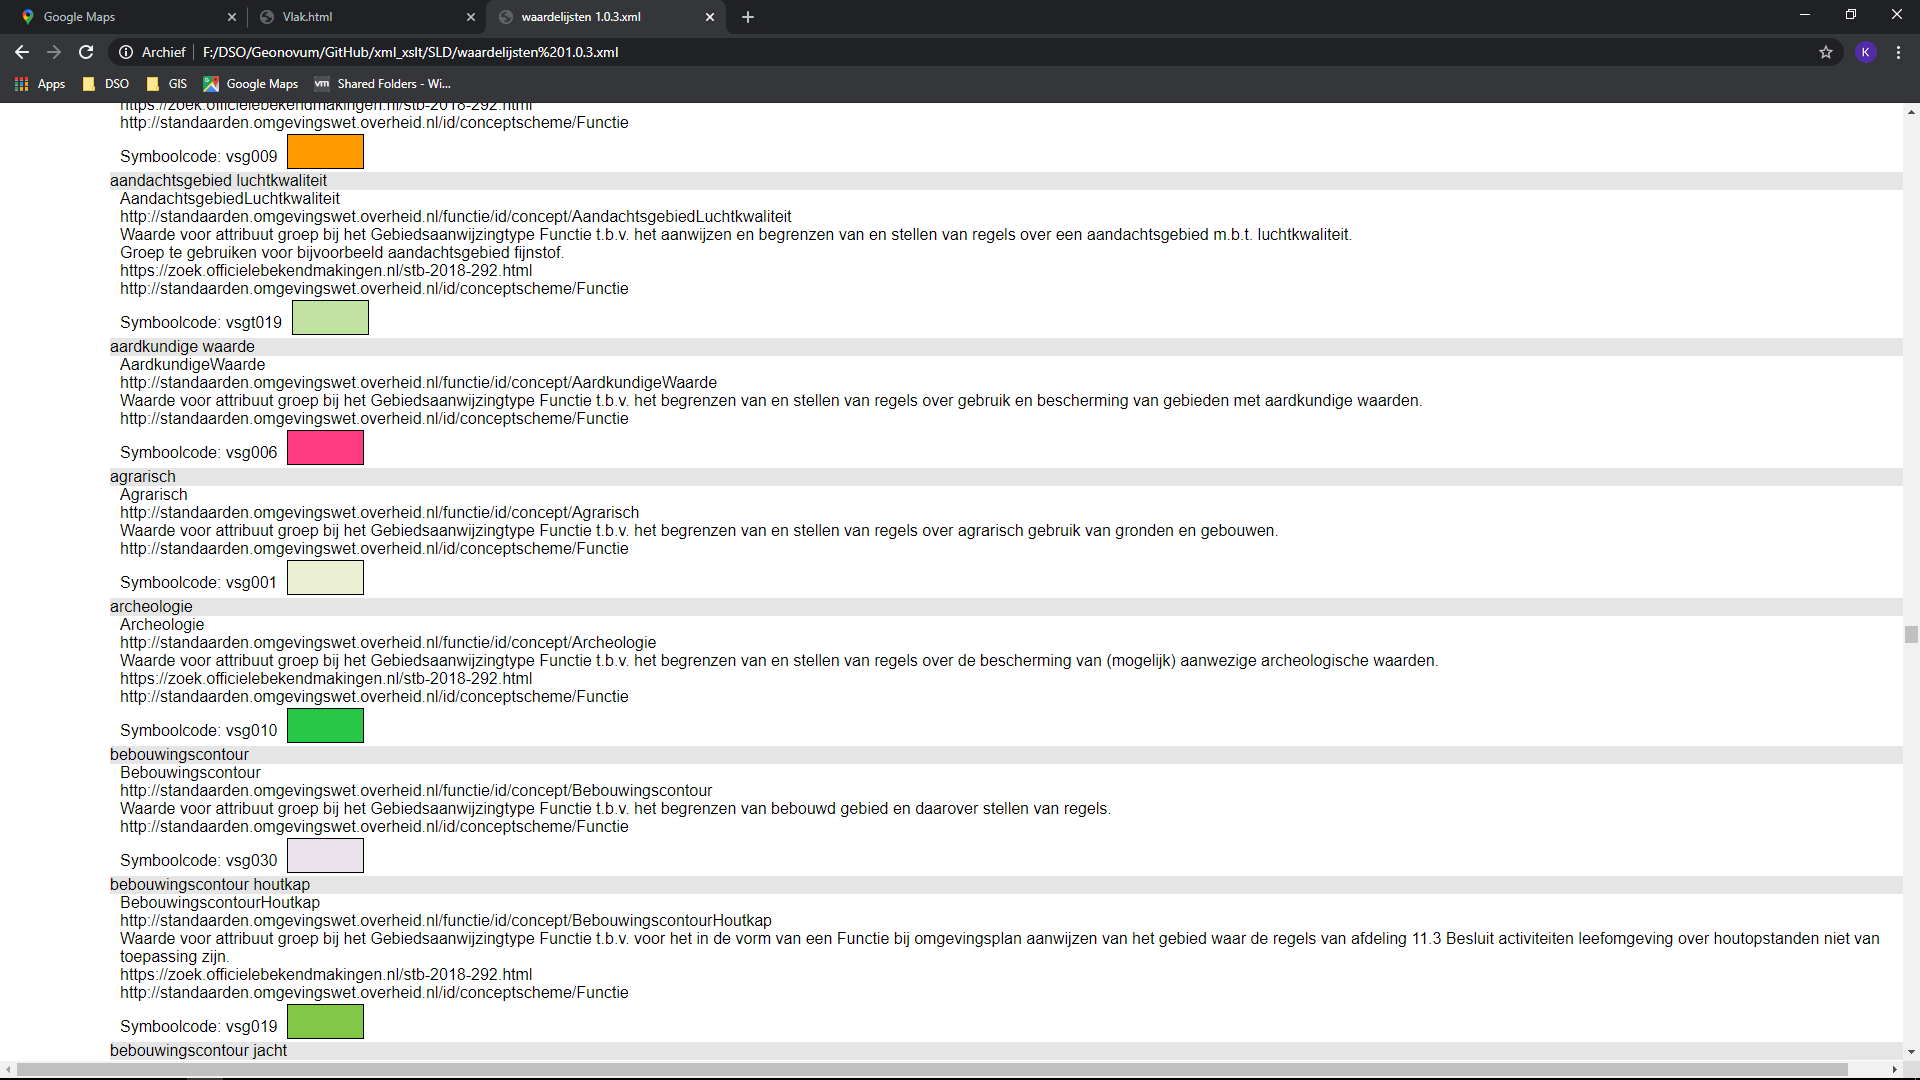 Google Maps
Vlak.html
waardelijsten 1.0.3.xml
Archief
F:/DSO/Geonovum/GitHub/xml_xslt/SLD/waardelijsten%201.0.3.xml
K
Apps
DSO
GIS
Google Maps
vm
Shared Folders - Wi...
https://zoek.officielebekendmakingen.nl/stb-2018-292.html
http://standaarden.omgevingswet.overheid.nl/id/conceptscheme/Functie
Symboolcode: vsg009
aandachtsgebied luchtkwaliteit
AandachtsgebiedLuchtkwaliteit
http://standaarden.omgevingswet.overheid.nl/functie/id/concept/AandachtsgebiedLuchtkwaliteit
Waarde voor attribuut groep bij het Gebiedsaanwijzingtype Functie t.b.v. het aanwijzen en begrenzen van en stellen van regels over een aandachtsgebied m.b.t. luchtkwaliteit.
Groep te gebruiken voor bijvoorbeeld aandachtsgebied fijnstof.
https://zoek.officielebekendmakingen.nl/stb-2018-292.html
http://standaarden.omgevingswet.overheid.nl/id/conceptscheme/Functie
Symboolcode: vsgt019
aardkundige waarde
AardkundigeWaarde
http://standaarden.omgevingswet.overheid.nl/functie/id/concept/AardkundigeWaarde
Waarde voor attribuut groep bij het Gebiedsaanwijzingtype Functie t.b.v. het begrenzen van en stellen van regels over gebruik en bescherming van gebieden met aardkundige waarden.
http://standaarden.omgevingswet.overheid.nl/id/conceptscheme/Functie
Symboolcode: vsg006
agrarisch
Agrarisch
http://standaarden.omgevingswet.overheid.nl/functie/id/concept/Agrarisch
Waarde voor attribuut groep bij het Gebiedsaanwijzingtype Functie t.b.v. het begrenzen van en stellen van regels over agrarisch gebruik van gronden en gebouwen.
http://standaarden.omgevingswet.overheid.nl/id/conceptscheme/Functie
Symboolcode: vsg001
archeologie
Archeologie
http://standaarden.omgevingswet.overheid.nl/functie/id/concept/Archeologie
Waarde voor attribuut groep bij het Gebiedsaanwijzingtype Functie t.b.v. het begrenzen van en stellen van regels over de bescherming van (mogelijk) aanwezige archeologische waarden.
https://zoek.officielebekendmakingen.nl/stb-2018-292.html
http://standaarden.omgevingswet.overheid.nl/id/conceptscheme/Functie
Symboolcode: vsg010
bebouwingscontour
Bebouwingscontour
http://standaarden.omgevingswet.overheid.nl/functie/id/concept/Bebouwingscontour
Waarde voor attribuut groep bij het Gebiedsaanwijzingtype Functie t.b.v. het begrenzen van bebouwd gebied en daarover stellen van regels.
http://standaarden.omgevingswet.overheid.nl/id/conceptscheme/Functie
Symboolcode: vsg030
bebouwingscontour houtkap
BebouwingscontourHoutkap
http://standaarden.omgevingswet.overheid.nl/functie/id/concept/BebouwingscontourHoutkap
Waarde voor attribuut groep bij het Gebiedsaanwijzingtype Functie t.b.v. voor het in de vorm van een Functie bij omgevingsplan aanwijzen van het gebied waar de regels van afdeling 11.3 Besluit activiteiten leefomgeving over houtopstanden niet van
toepassing zijn.
https://zoek.officielebekendmakingen.nl/stb-2018-292.html
http://standaarden.omgevingswet.overheid.nl/id/conceptscheme/Functie
Symboolcode: vsg019
bebouwingscontour jacht